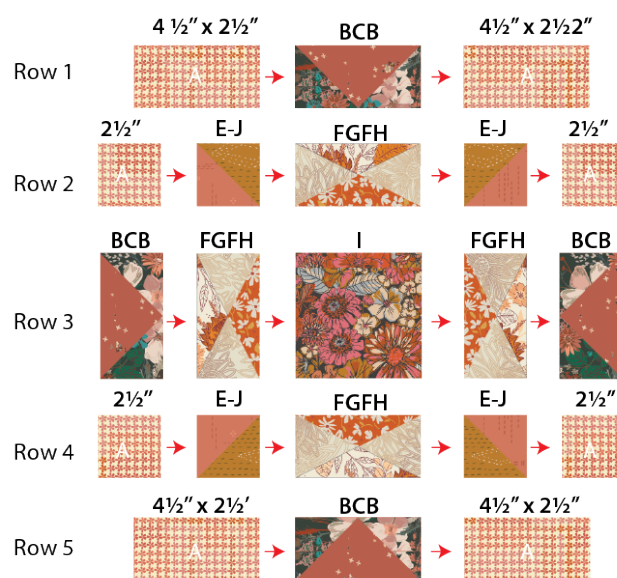 4 ½” x 2½” BCB 4½” x 2½2”
Row 1 A A
2½” E-J FGFH E-J 2½”
Row 2 A A
BCB FGFH I FGFH BCB
Row 3
2½” E-J FGFH E-J 2½”
Row 4 A A
4½” x 2½’ BCB 4½” x 2½”
Row 5 A A